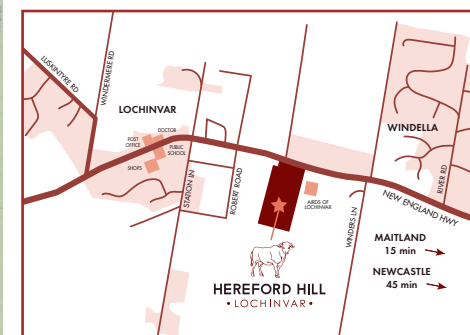 LUSKINTYRE RD
WINDERMERE RD
LOCHINVAR
DOCTOR
POST
OFFICE
PUBLIC
SCHOOL
SHOPS
STATION LN
ROBERT ROAD
AIRDS OF
LOCHINVAR
WINDERS LN
WINDELLA
RIVER RD
NEW ENGLAND HWY
MAITLAND
15 min
NEWCASTLE
45 min
HEREFORD HILL
• LOCHINVAR •